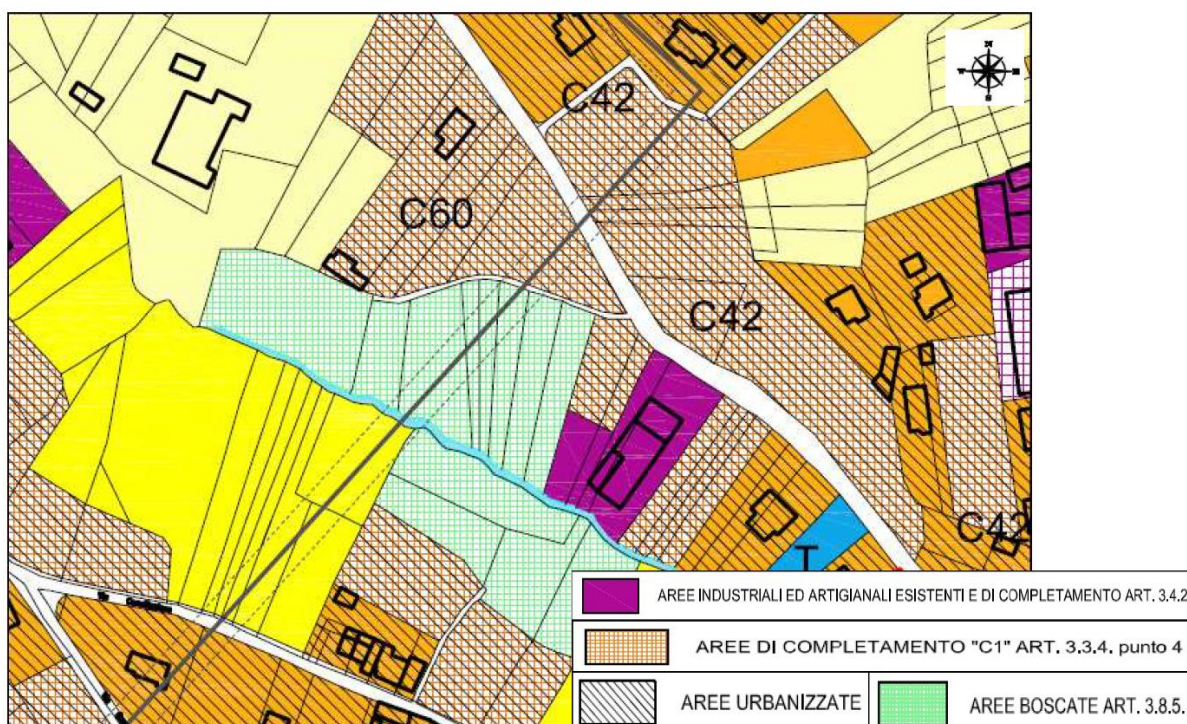 C42
C60
C42
C42
T
AREE INDUSTRIALI ED ARTIGIANALI ESISTENTI E DI COMPLETAMENTO ART. 3.4.2
AREE DI COMPLETAMENTO "C1" ART. 3.3.4. punto 4
AREE URBANIZZATE
AREE BOSCATE ART. 3.8.5.